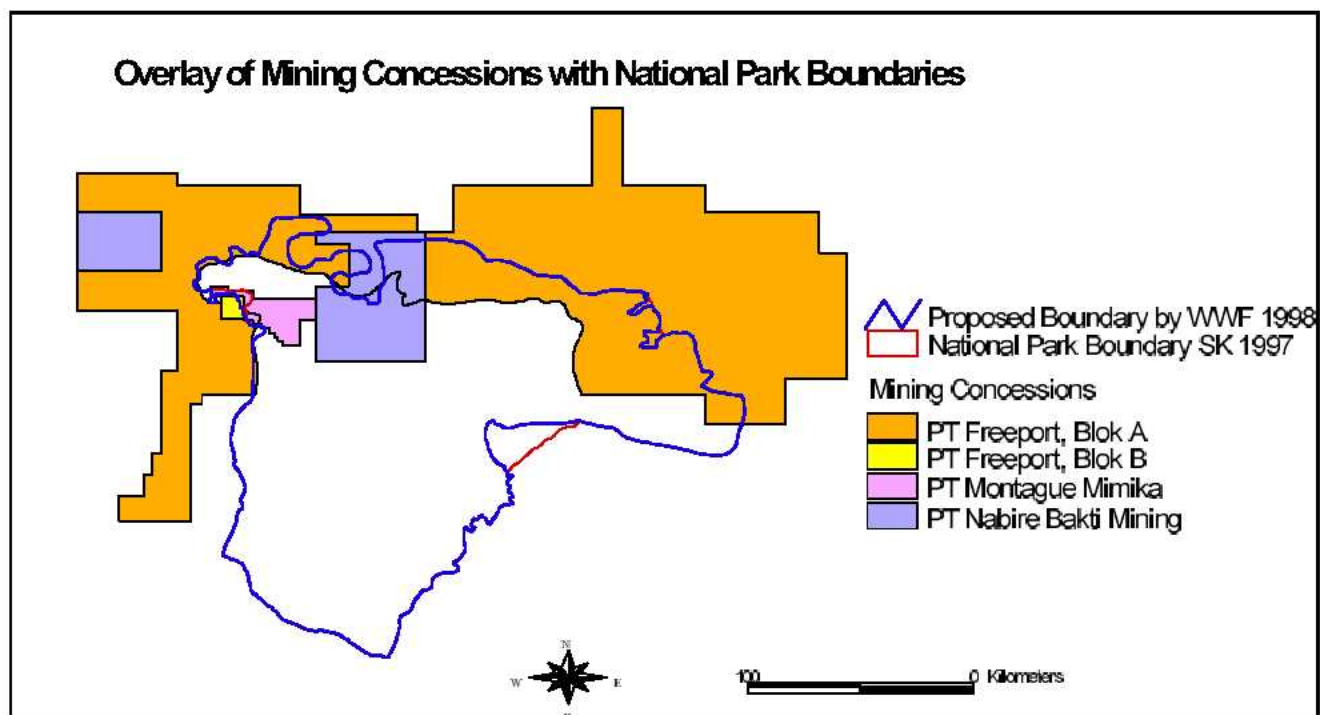 Overlay of Mining Concessions with National Park Boundaries
Proposed Boundary by WWF 1998
National Park Boundary SK 1997
Mining Concessions
PT Freeport, Blok A
PT Freeport, Blok B
PT Montague Mimika
PT Nabire Bakti Mining
N
W E
100 0 Kilometers